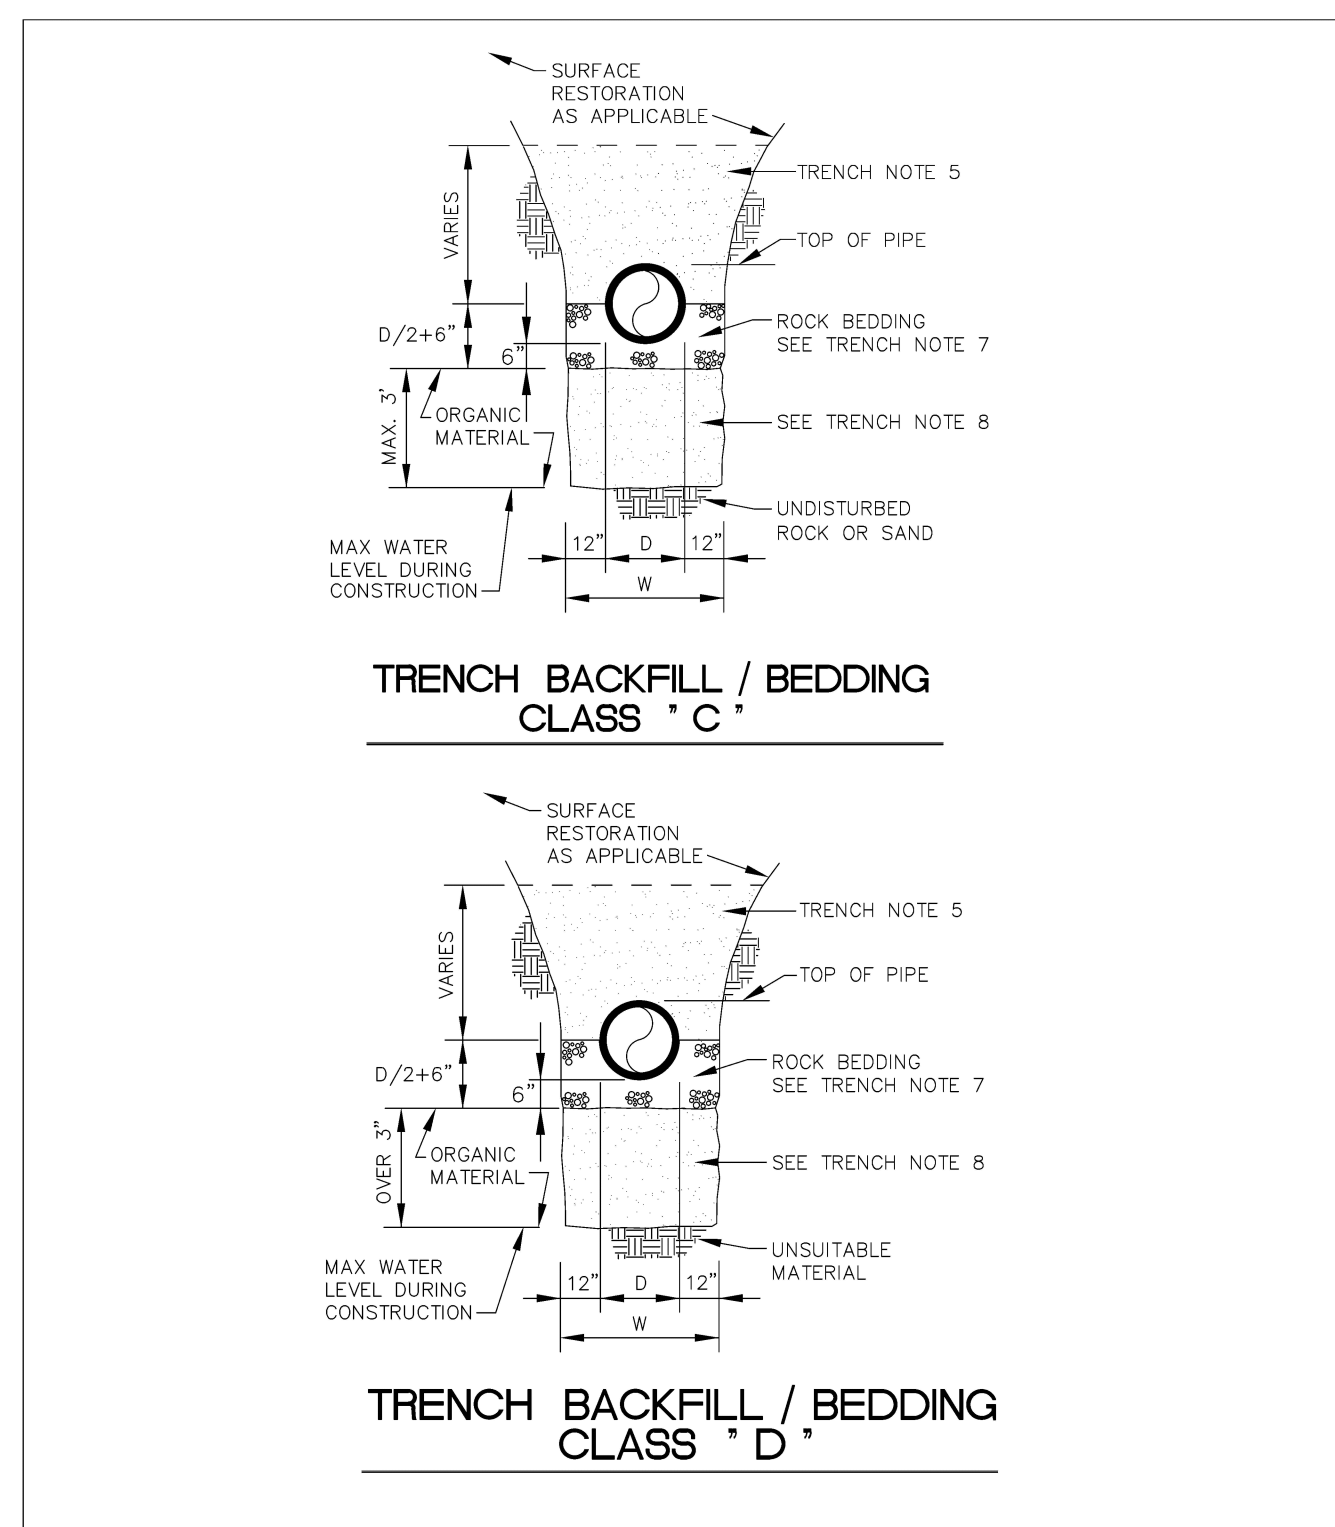 SURFACE
RESTORATION
AS APPLICABLE
TRENCH NOTE 5
VARIES
TOP OF PIPE
ROCK BEDDING
SEE TRENCH NOTE 7
D/2+6"
6"
MAX. 3'
ORGANIC
MATERIAL
SEE TRENCH NOTE 8
UNDISTURBED
ROCK OR SAND
MAX WATER
LEVEL DURING
CONSTRUCTION
12" D 12"
W
TRENCH BACKFILL / BEDDING
CLASS "C"
SURFACE
RESTORATION
AS APPLICABLE
TRENCH NOTE 5
VARIES
TOP OF PIPE
ROCK BEDDING
SEE TRENCH NOTE 7
D/2+6"
6"
OVER 3"
ORGANIC
MATERIAL
SEE TRENCH NOTE 8
UNSUITABLE
MATERIAL
MAX WATER
LEVEL DURING
CONSTRUCTION
12" D 12"
W
TRENCH BACKFILL / BEDDING
CLASS "D"